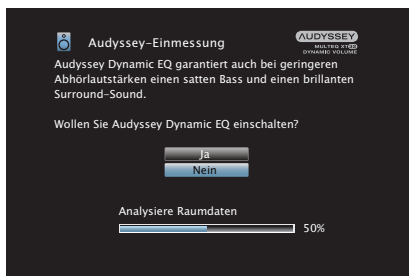 Audyssey-Einmessung
AUDYSSEY
MULTEQ XT32
DYNAMIC VOLUME
Audyssey Dynamic EQ garantiert auch bei geringeren
Abhörlautstärken einen satten Bass und einen brillanten
Surround-Sound.
Wollen Sie Audyssey Dynamic EQ einschalten?
Ja
Nein
Analysiere Raumdaten
50%